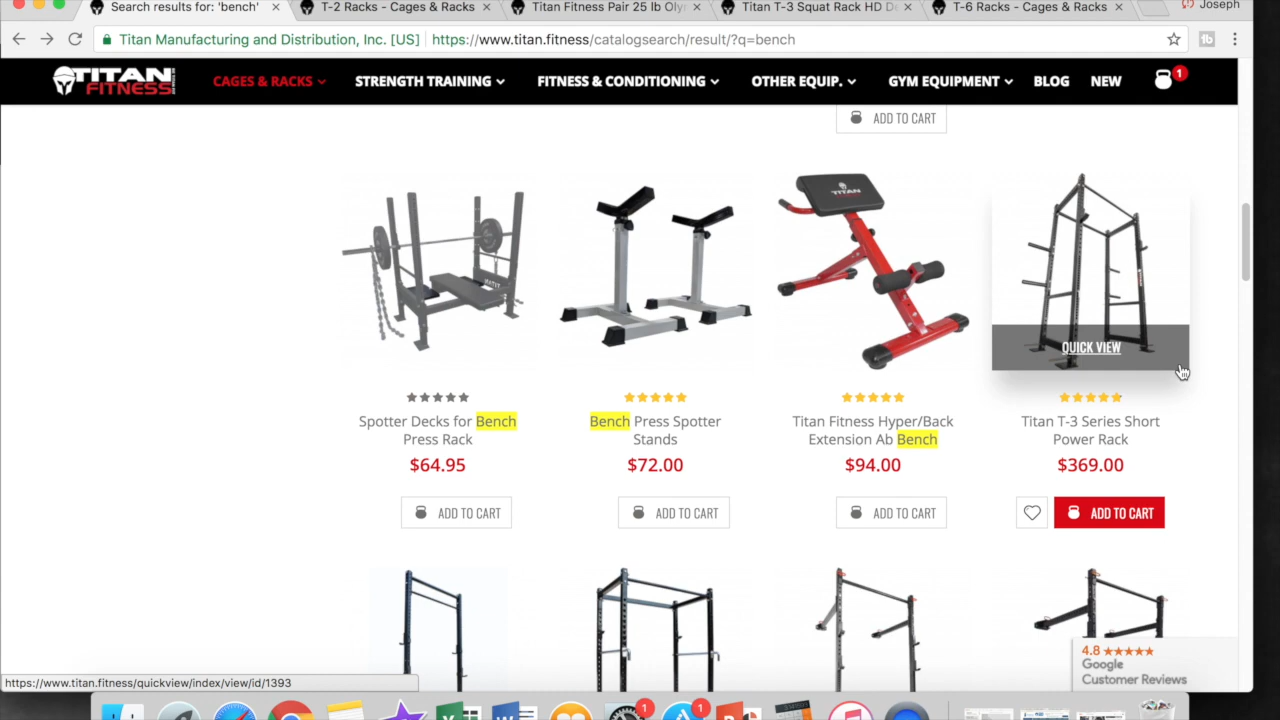 Search results for: 'bench' ×
T-2 Racks - Cages & Racks ×
Titan Fitness Pair 25 lb Oly ×
Titan T-3 Squat Rack HD D ×
T-6 Racks - Cages & Racks ×
Joseph
Titan Manufacturing and Distribution, Inc. [US] https://www.titan.fitness/catalogsearch/result/?q=bench
TITAN FITNESS
CAGES & RACKS
STRENGTH TRAINING
FITNESS & CONDITIONING
OTHER EQUIP.
GYM EQUIPMENT
BLOG
NEW
1
ADD TO CART
TITAN
QUICK VIEW
Spotter Decks for Bench
Press Rack
$64.95
ADD TO CART
Bench Press Spotter
Stands
$72.00
ADD TO CART
Titan Fitness Hyper/Back
Extension Ab Bench
$94.00
ADD TO CART
Titan T-3 Series Short
Power Rack
$369.00
ADD TO CART
4.8
Google
Customer Reviews
https://www.titan.fitness/quickview/index/view/id/1393
1
1